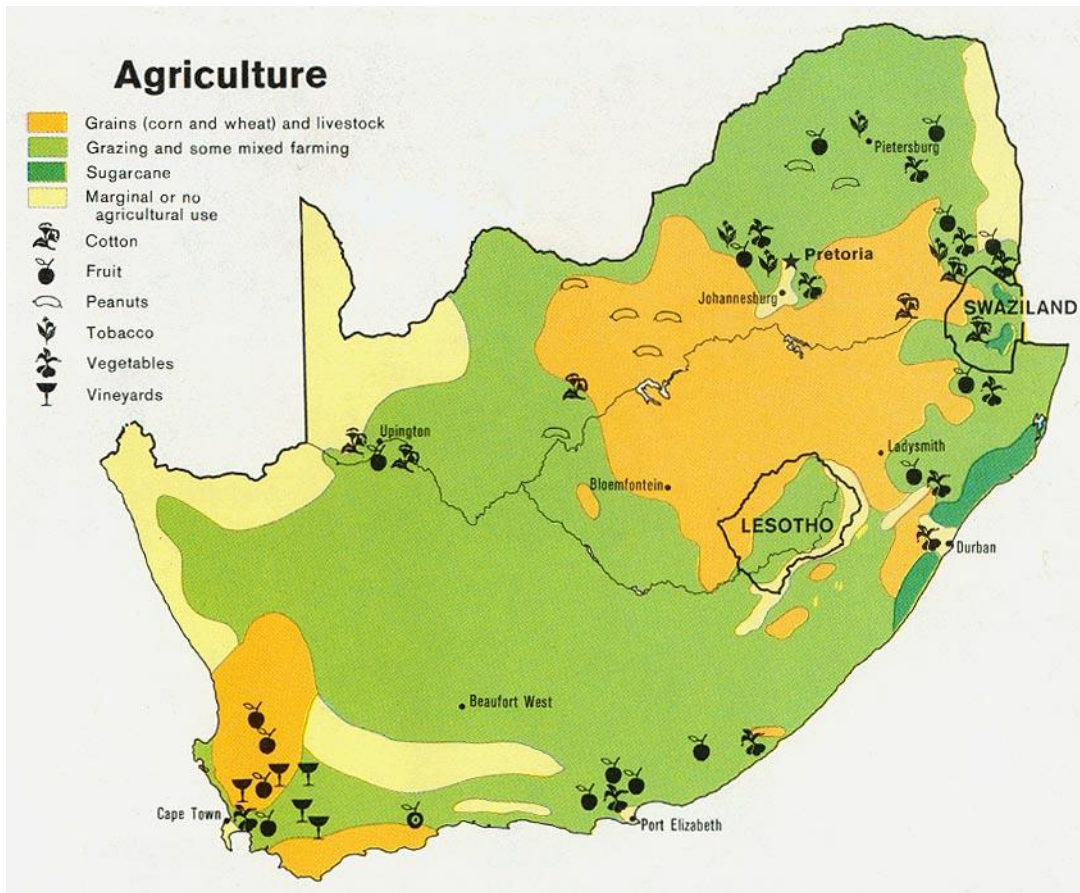 Agriculture
Grains (corn and wheat) and livestock
Grazing and some mixed farming
Sugarcane
Marginal or no
agricultural use
Cotton
Fruit
Peanuts
Tobacco
Vegetables
Vineyards
Pietersburg
Pretoria
Johannesburg
SWAZILAND
Upington
Ladysmith
Bloemfontein
LESOTHO
Durban
Beaufort West
Cape Town
Port Elizabeth